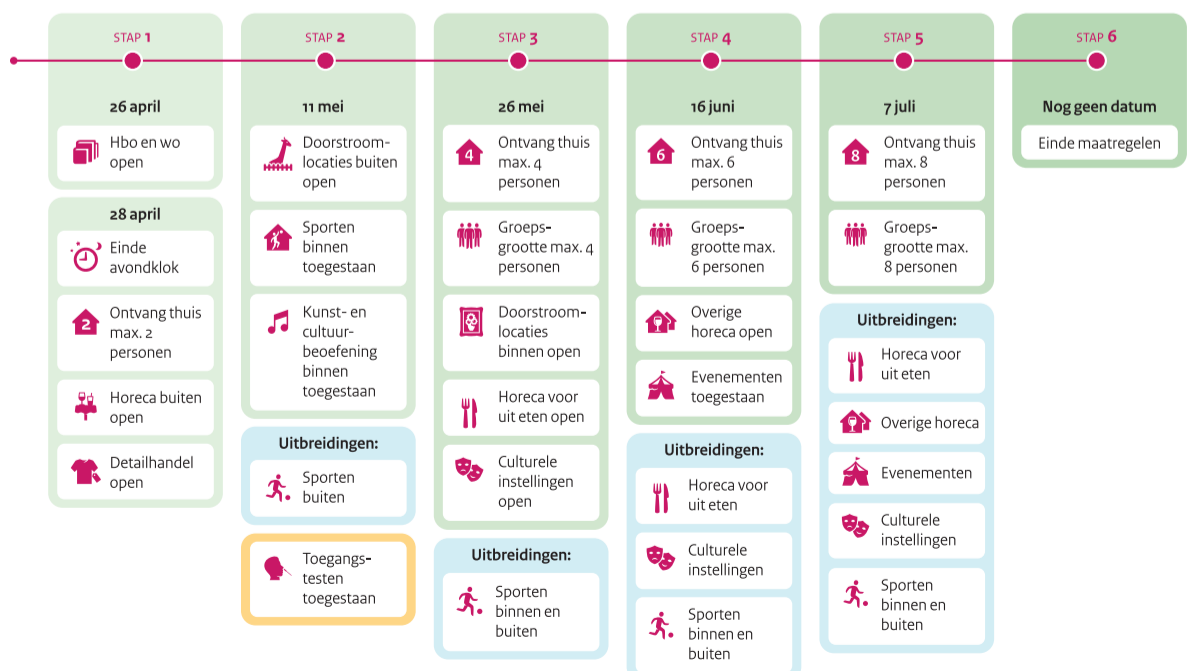 STAP 1
26 april
Hbo en wo
open
28 april
Einde
avondklok
2
Ontvang thuis
max. 2
personen
Horeca buiten
open
Detailhandel
open
STAP 2
11 mei
Doorstroom-
locaties buiten
open
Sporten
binnen
toegestaan
Kunst- en
cultuur-
beoefening
binnen
toegestaan
Uitbreidingen:
Sporten
buiten
Toegangs-
testen
toegestaan
STAP 3
26 mei
4
Ontvang thuis
max. 4
personen
Groeps-
grootte max. 4
personen
Doorstroom-
locaties
binnen open
Horeca voor
uit eten open
Culturele
instellingen
open
Uitbreidingen:
Sporten
binnen en
buiten
STAP 4
16 juni
6
Ontvang thuis
max. 6
personen
Groeps-
grootte max.
6 personen
Overige
horeca open
Evenementen
toegestaan
Uitbreidingen:
Horeca voor
uit eten
Culturele
instellingen
Sporten
binnen en
buiten
STAP 5
7 juli
8
Ontvang thuis
max. 8
personen
Groeps-
grootte max.
8 personen
Uitbreidingen:
Horeca voor
uit eten
Overige horeca
Evenementen
Culturele
instellingen
Sporten
binnen en
buiten
STAP 6
Nog geen datum
Einde maatregelen